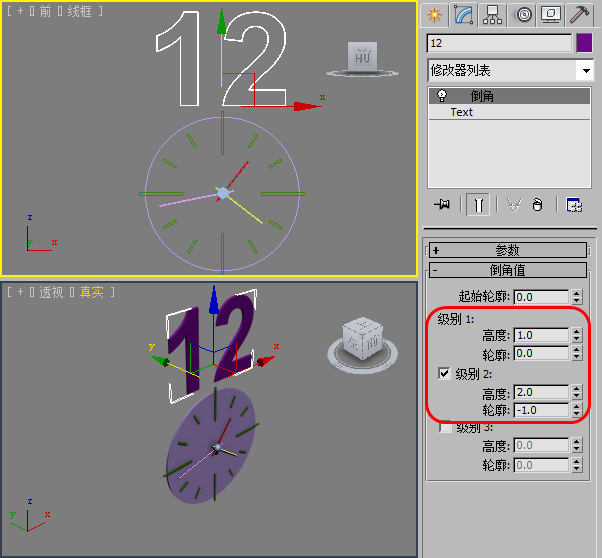 [ + 前 线框 ]
12
x
前
z
y x
[ + 透视 真实 ]
12
y
x
左 前
z
y x
12
修改器列表
倒角
Text
+ 参数
- 倒角值
起始轮廓: 0.0
级别 1:
高度: 1.0
轮廓: 0.0
级别 2:
高度: 2.0
轮廓: -1.0
级别 3:
高度: 0.0
轮廓: 0.0